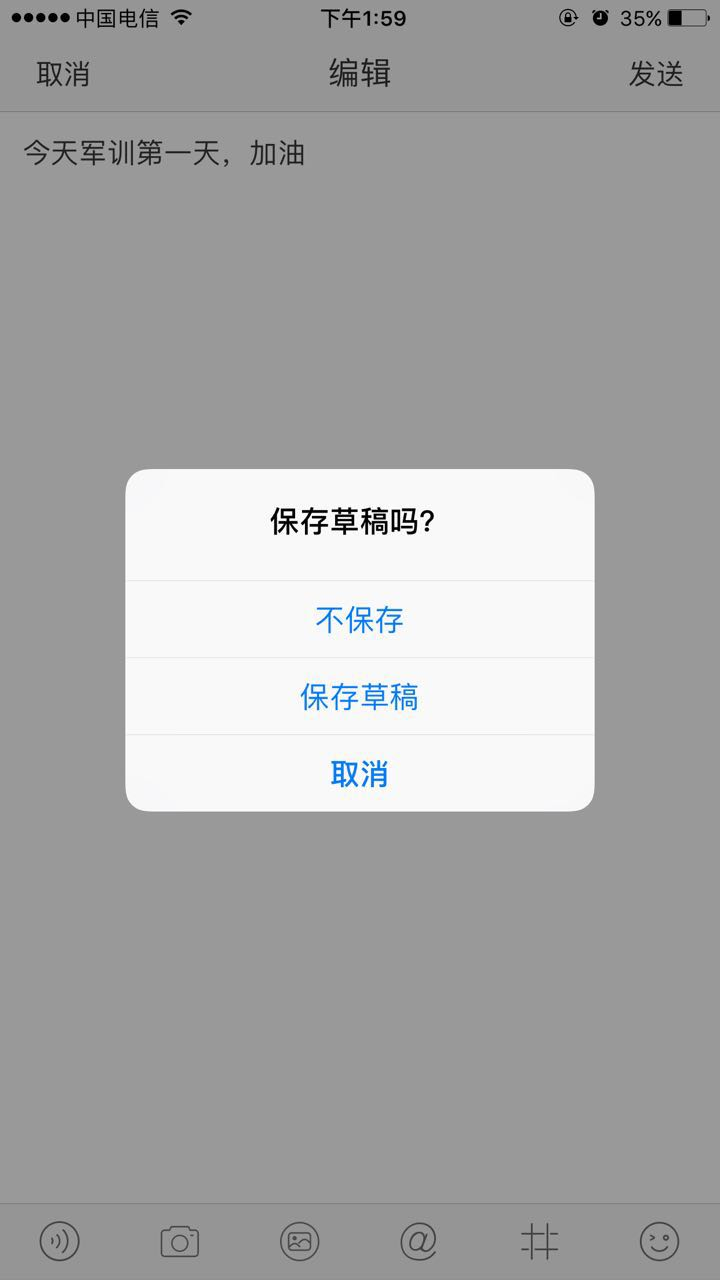 中国电信 下午1:59 35%
取消 编辑 发送
今天军训第一天，加油
保存草稿吗?
不保存
保存草稿
取消
@